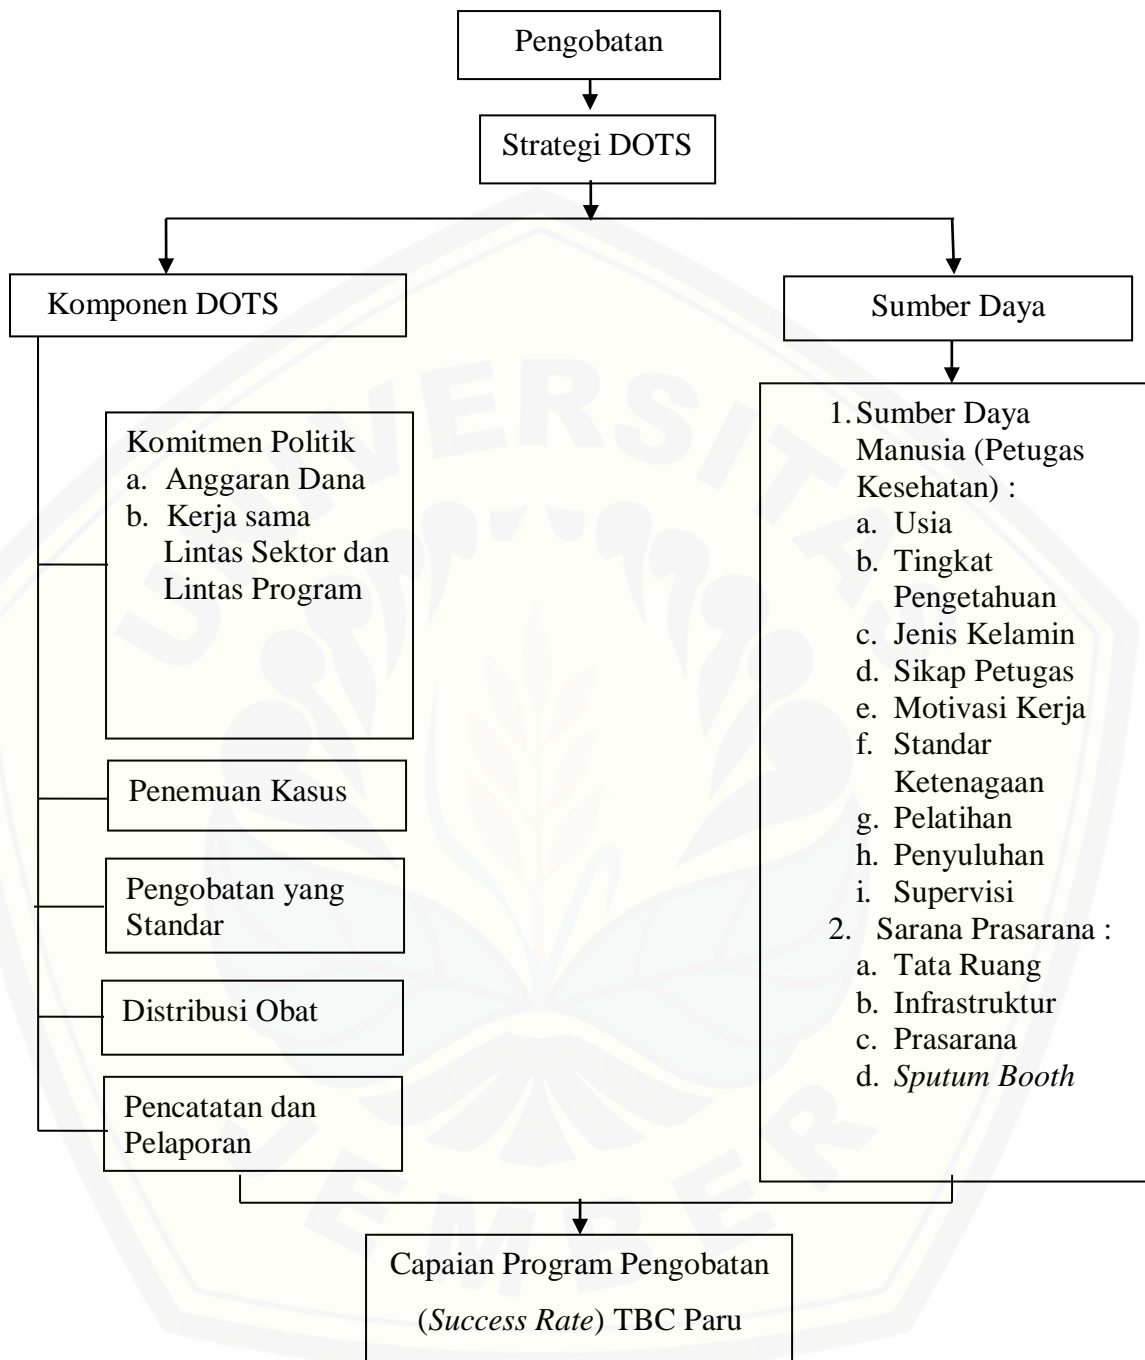 Pengobatan
Strategi DOTS
Komponen DOTS
Sumber Daya
Komitmen Politik
a. Anggaran Dana
b. Kerja sama
Lintas Sektor dan
Lintas Program
Penemuan Kasus
Pengobatan yang
Standar
Distribusi Obat
Pencatatan dan
Pelaporan
1. Sumber Daya
Manusia (Petugas
Kesehatan) :
a. Usia
b. Tingkat
Pengetahuan
c. Jenis Kelamin
d. Sikap Petugas
e. Motivasi Kerja
f. Standar
Ketenagaan
g. Pelatihan
h. Penyuluhan
i. Supervisi
2. Sarana Prasarana :
a. Tata Ruang
b. Infrastruktur
c. Prasarana
d. Sputum Booth
Capaian Program Pengobatan
(Success Rate) TBC Paru
UNIVERSITAS
JEMBER